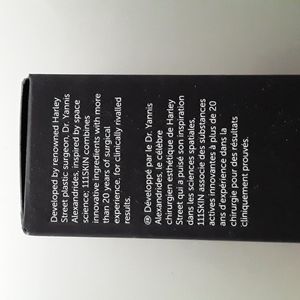 Developed by renowned Harley
Street plastic surgeon, Dr. Yannis
Alexandrides, inspired by space
science; 111SKIN combines
innovative ingredients with more
than 20 years of surgical
experience, for clinically rivalled
results.
Développé par le Dr. Yannis
Alexandrides, le célèbre
chirurgien esthétique de Harley
Street qui a puisé son inspiration
dans les sciences spatiales,
111SKIN associe des substances
actives innovantes à plus de 20
ans d'expérience dans la
chirurgie pour des résultats
cliniquement prouvés.